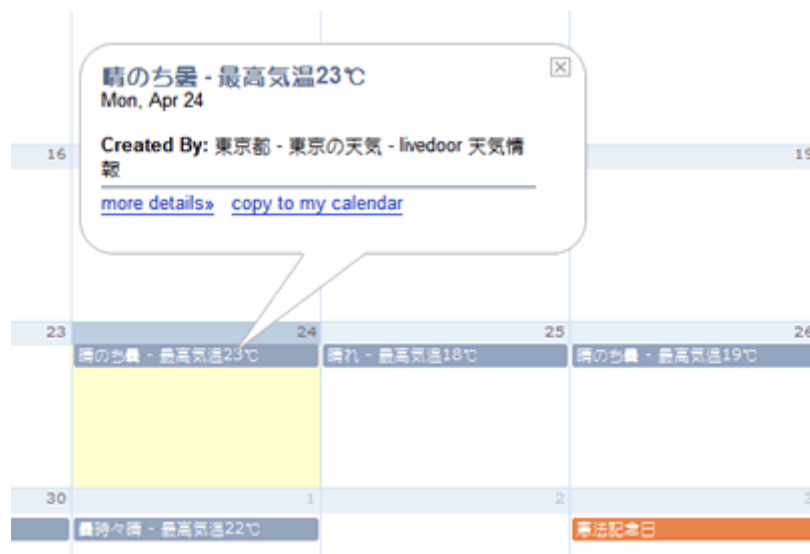 晴のち曇 - 最高気温23℃
Mon, Apr 24
Created By: 東京都 - 東京の天気 - livedoor 天気情
報
more details» copy to my calendar
16 19
23 24 25 26
晴のち曇 - 最高気温23℃ 晴れ - 最高気温18℃ 晴のち曇 - 最高気温19℃
30 1 2 3
曇時々晴 - 最高気温22℃ 憲法記念日